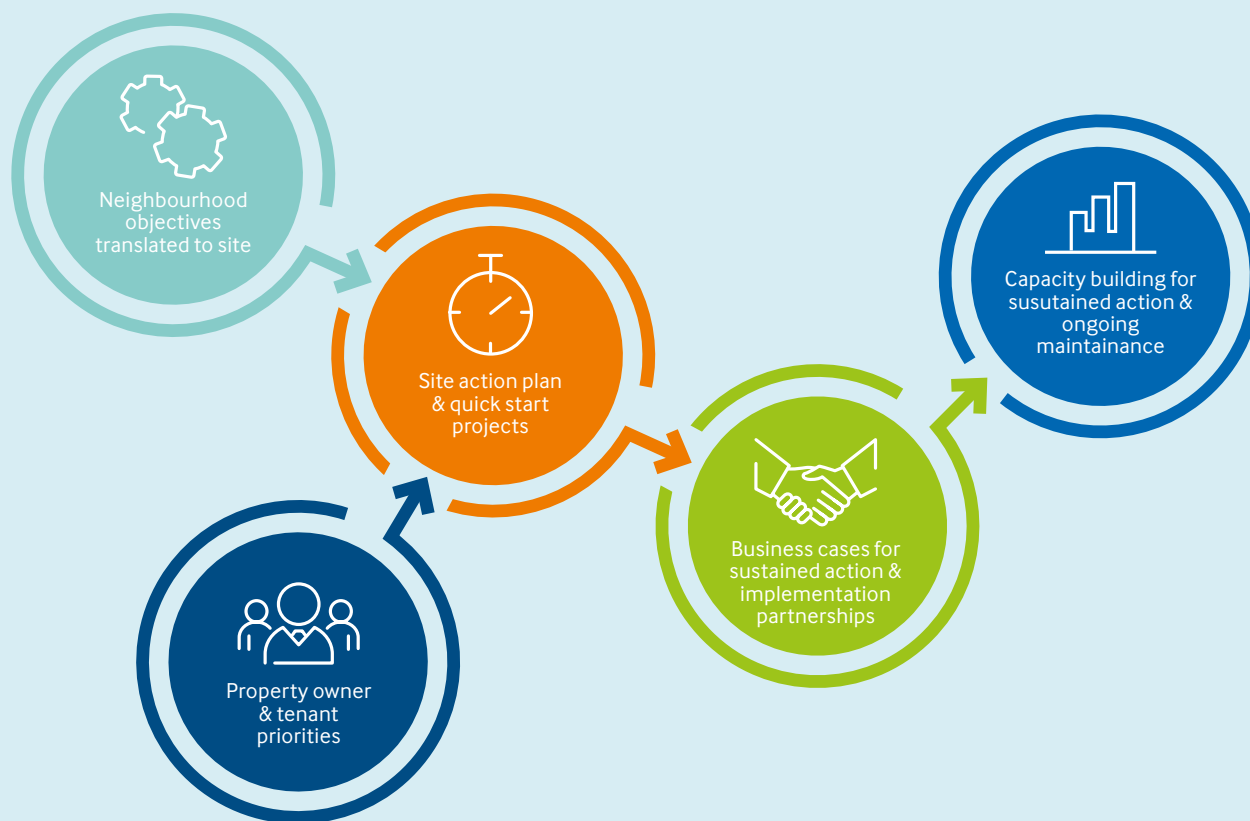 Neighbourhood
objectives
translated to site
Site action plan
& quick start
projects
Property owner
& tenant
priorities
Business cases for
sustained action &
implementation
partnerships
Capacity building for
susutained action &
ongoing
maintainance